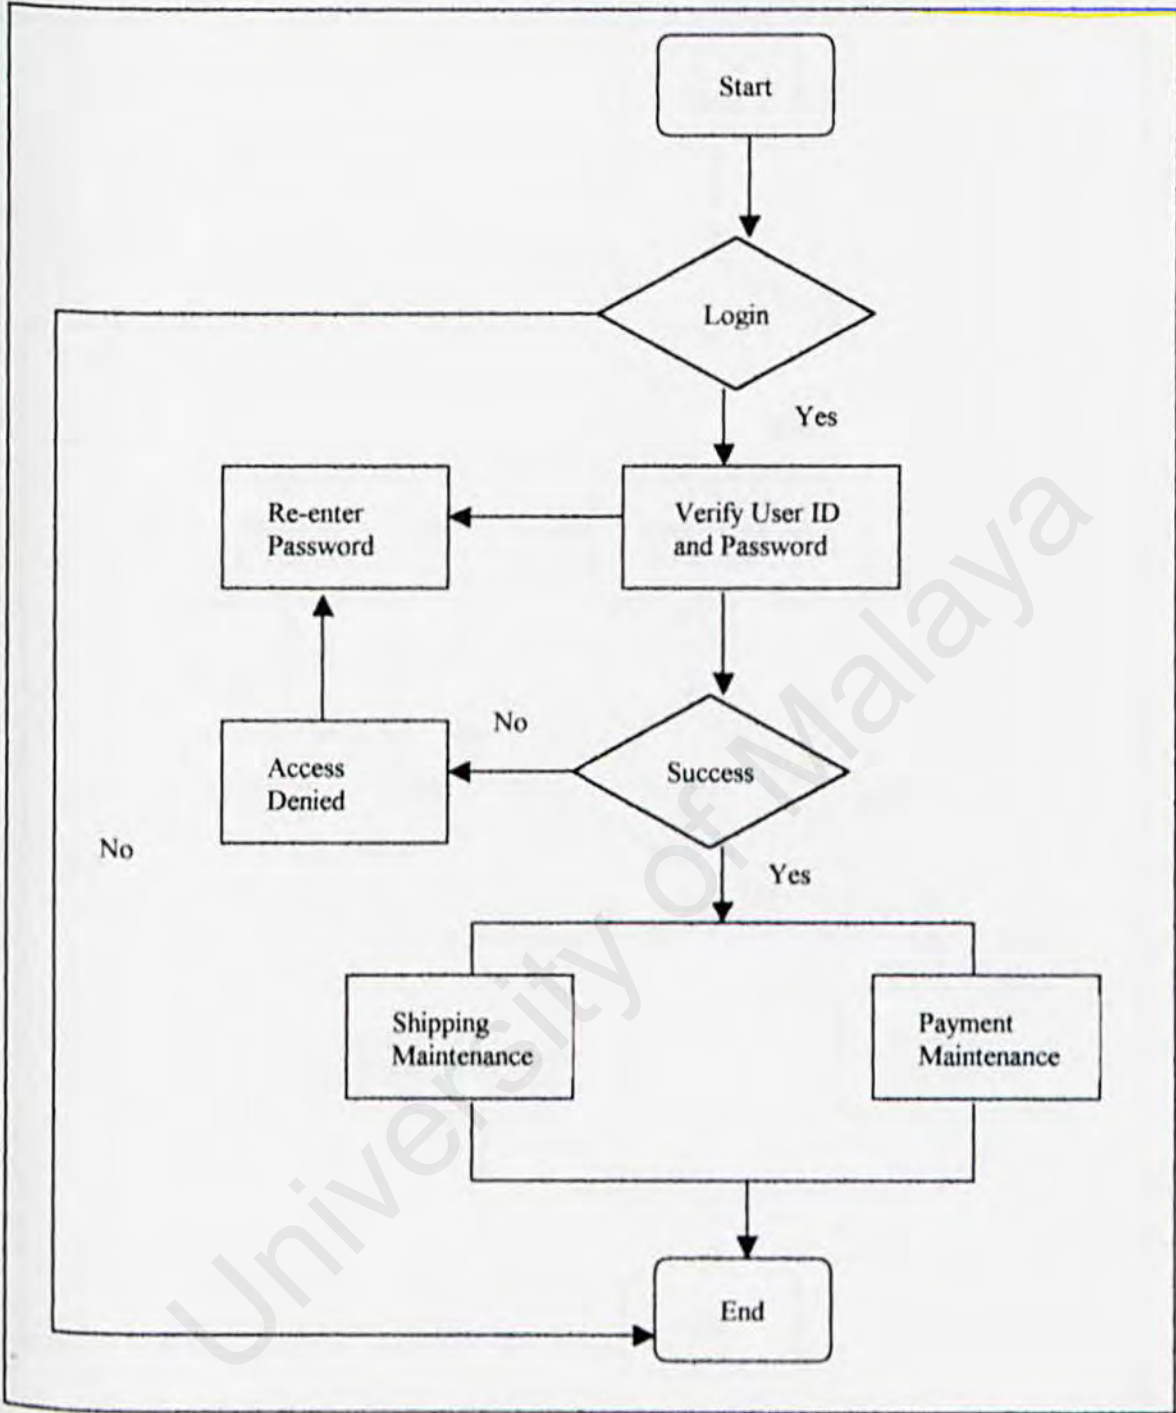 Start
Login
Yes
Re-enter
Password
Verify User ID
and Password
No
Access
Denied
Success
No
Yes
Shipping
Maintenance
Payment
Maintenance
End
University of Malaya